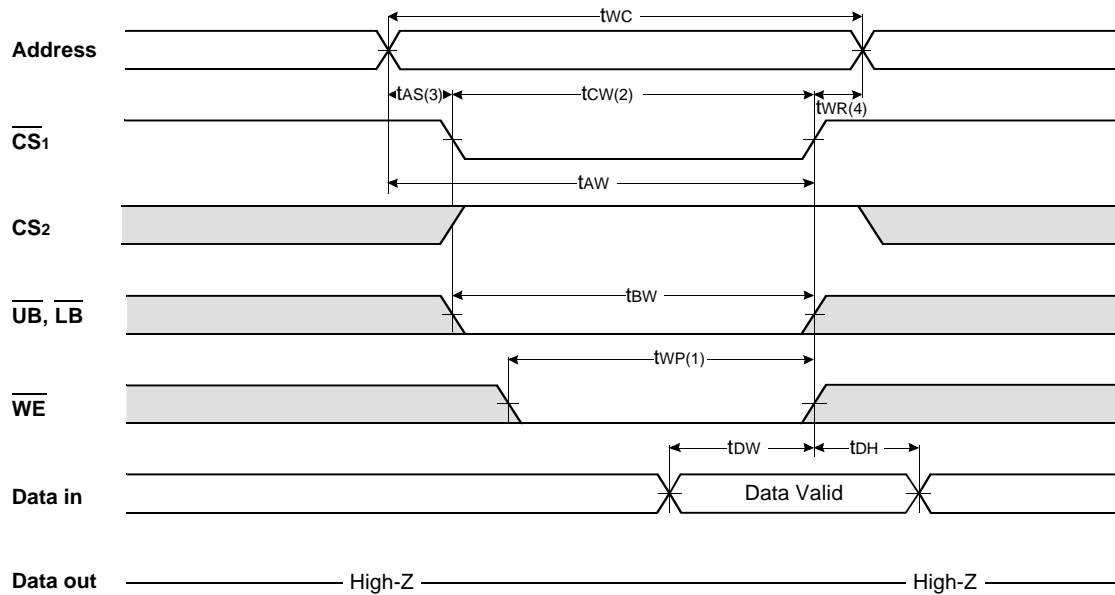 tWC
Address
tAS(3) tCW(2) tWR(4)
CS1
tAW
CS2
tBW
UB, LB
tWP(1)
WE
tDW tDH
Data in Data Valid
Data out High-Z High-Z